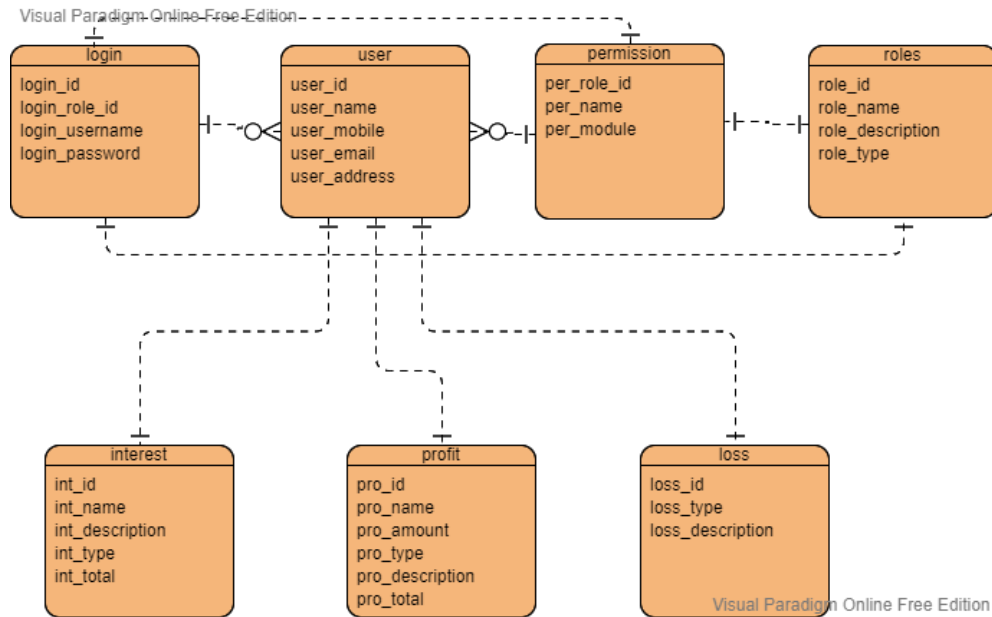 Visual Paradigm Online Free Edition
login
login_id
login_role_id
login_username
login_password
user
user_id
user_name
user_mobile
user_email
user_address
permission
per_role_id
per_name
per_module
roles
role_id
role_name
role_description
role_type
interest
int_id
int_name
int_description
int_type
int_total
profit
pro_id
pro_name
pro_amount
pro_type
pro_description
pro_total
loss
loss_id
loss_type
loss_description
Visual Paradigm Online Free Edition